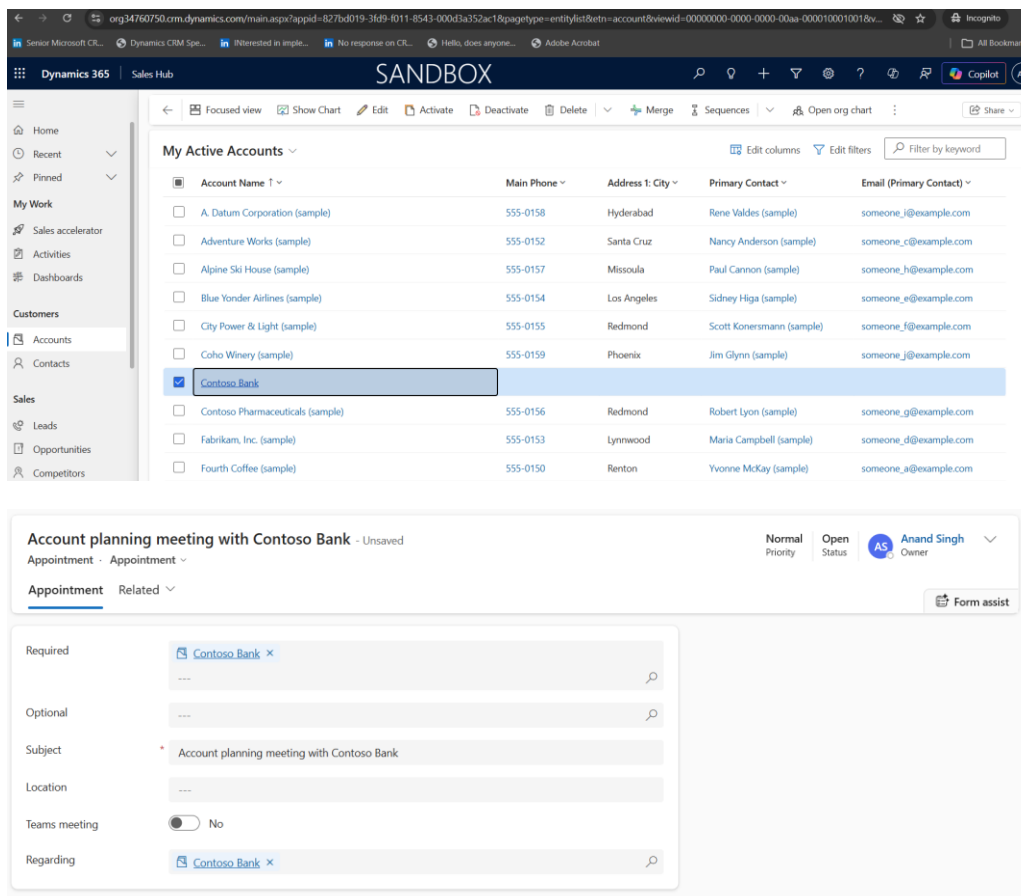 org34760750.crm.dynamics.com/main.aspx?appid=827bd019-3fd9-f011-8543-000d3a352ac1&pagetype=entitylist&etn=account&viewid=00000000-0000-0000-00aa-000010001001&v... Incognito
Senior Microsoft CR... Dynamics CRM Spe... INterested in imple... No response on CR... Hello, does anyone... Adobe Acrobat All Bookmar
Dynamics 365 Sales Hub SANDBOX Copilot
Focused view Show Chart Edit Activate Deactivate Delete Merge Sequences Open org chart Share
Home
Recent
Pinned
My Work
Sales accelerator
Activities
Dashboards
Customers
Accounts
Contacts
Sales
Leads
Opportunities
Competitors
My Active Accounts Edit columns Edit filters Filter by keyword
Account Name ↑ Main Phone Address 1: City Primary Contact Email (Primary Contact)
A. Datum Corporation (sample) 555-0158 Hyderabad Rene Valdes (sample) someone_i@example.com
Adventure Works (sample) 555-0152 Santa Cruz Nancy Anderson (sample) someone_c@example.com
Alpine Ski House (sample) 555-0157 Missoula Paul Cannon (sample) someone_h@example.com
Blue Yonder Airlines (sample) 555-0154 Los Angeles Sidney Higa (sample) someone_e@example.com
City Power & Light (sample) 555-0155 Redmond Scott Konersmann (sample) someone_f@example.com
Coho Winery (sample) 555-0159 Phoenix Jim Glynn (sample) someone_j@example.com
Contoso Bank
Contoso Pharmaceuticals (sample) 555-0156 Redmond Robert Lyon (sample) someone_g@example.com
Fabrikam, Inc. (sample) 555-0153 Lynnwood Maria Campbell (sample) someone_d@example.com
Fourth Coffee (sample) 555-0150 Renton Yvonne McKay (sample) someone_a@example.com
Account planning meeting with Contoso Bank - Unsaved
Appointment · Appointment
Normal
Priority
Open
Status
AS
Anand Singh
Owner
Appointment Related
Form assist
Required Contoso Bank ×
---
Optional ---
Subject * Account planning meeting with Contoso Bank
Location ---
Teams meeting No
Regarding Contoso Bank ×